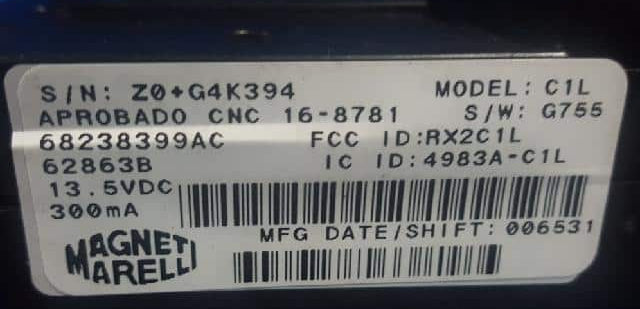 S/N: Z0+G4K394 MODEL: C1L
APROBADO CNC 16-8781 S/W: G755
68238399AC FCC ID:RX2C1L
62863B IC ID:4983A-C1L
13.5VDC
300mA
MFG DATE/SHIFT: 006531
MAGNETI
MARELLI